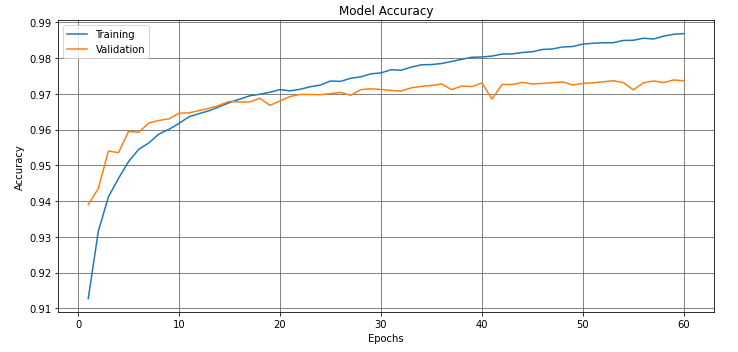 Model Accuracy
Training
Validation
0.99
0.98
0.97
0.96
0.95
0.94
0.93
0.92
0.91
Accuracy
0 10 20 30 40 50 60
Epochs